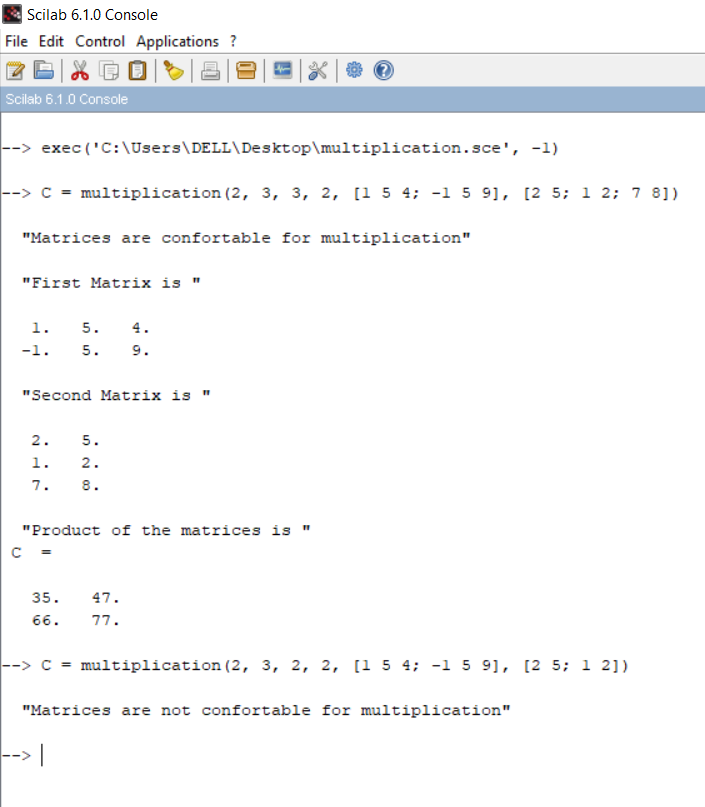 Scilab 6.1.0 Console
File Edit Control Applications ?
Scilab 6.1.0 Console
--> exec('C:\Users\DELL\Desktop\multiplication.sce', -1)
--> C = multiplication(2, 3, 3, 2, [1 5 4; -1 5 9], [2 5; 1 2; 7 8])
"Matrices are confortable for multiplication"
"First Matrix is "
1. 5. 4.
-1. 5. 9.
"Second Matrix is "
2. 5.
1. 2.
7. 8.
"Product of the matrices is "
C =
35. 47.
66. 77.
--> C = multiplication(2, 3, 2, 2, [1 5 4; -1 5 9], [2 5; 1 2])
"Matrices are not confortable for multiplication"
-->